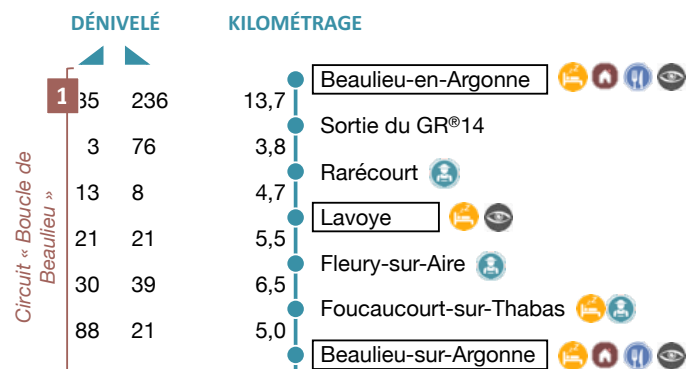 DÉNIVELÉ KILOMÉTRAGE
Beaulieu-en-Argonne
1
236 13,7
Sortie du GR®14
3 76 3,8
Rarécourt
13 8 4,7
Lavoye
21 21 5,5
Fleury-sur-Aire
30 39 6,5
Foucaucourt-sur-Thabas
88 21 5,0
Beaulieu-sur-Argonne
Circuit « Boucle de
Beaulieu »